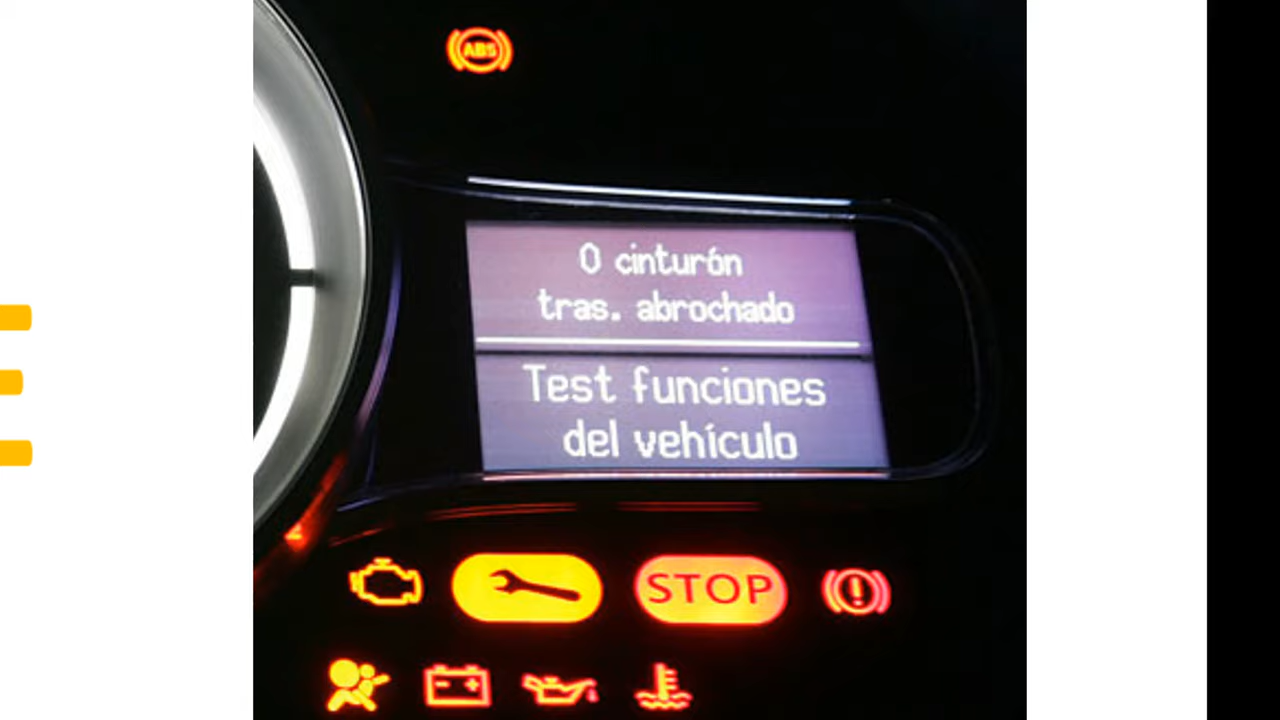 ABS
0 cinturón
tras. abrochado
Test funciones
del vehículo
STOP